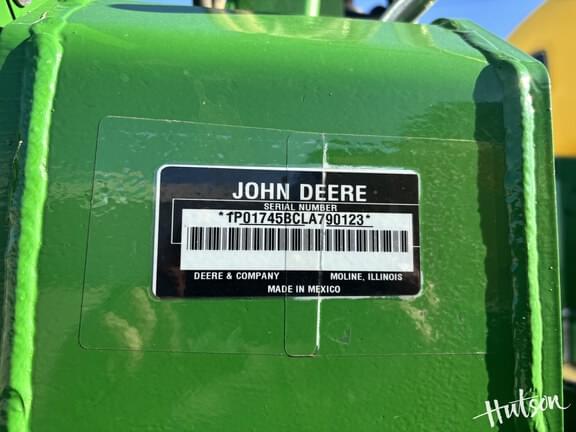 JOHN DEERE
SERIAL NUMBER
*1P01745BCLA790123*
DEERE & COMPANY MOLINE, ILLINOIS
MADE IN MEXICO
Hutson